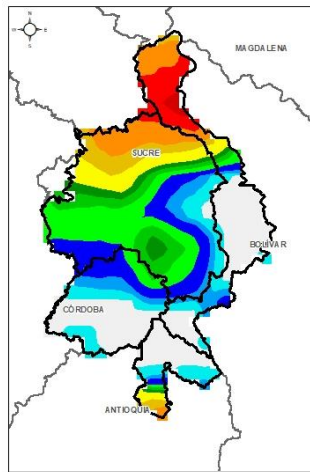 N
W E
S
MAGDALENA
SUCRE
BOLIVAR
CÓRDOBA
ANTIOQUIA